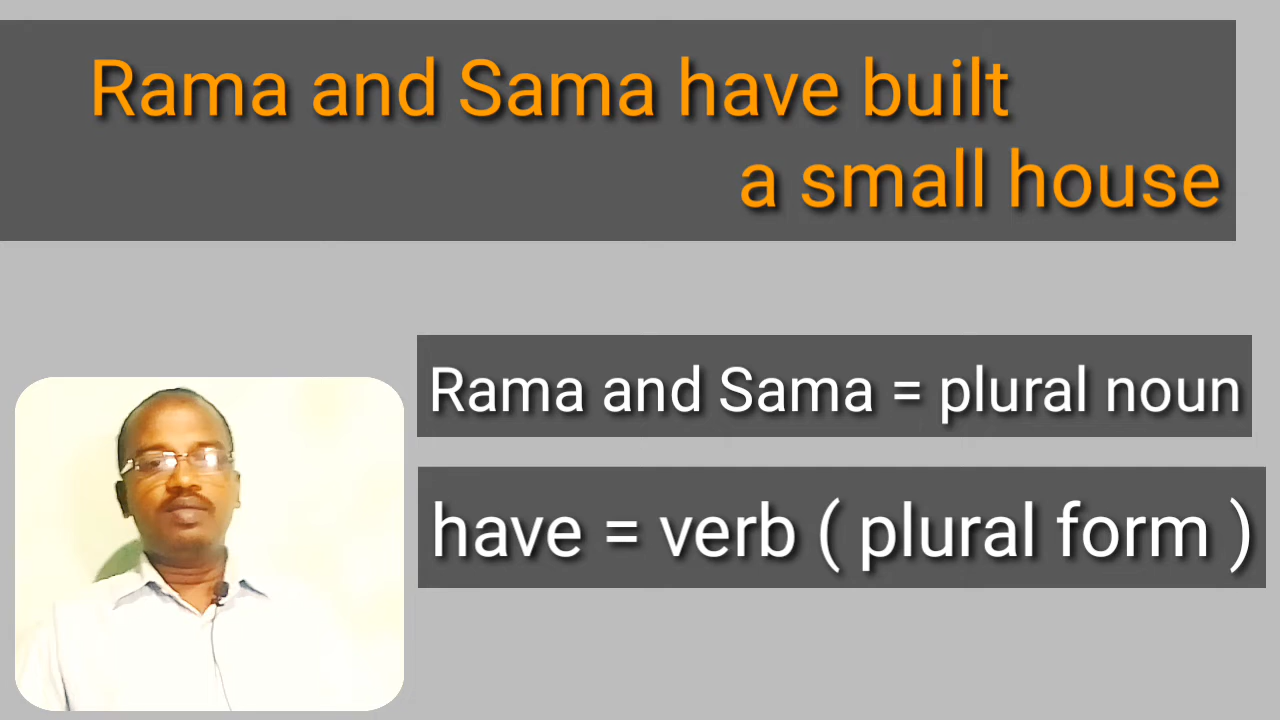 Rama and Sama have built
a small house
Rama and Sama = plural noun
have = verb ( plural form )